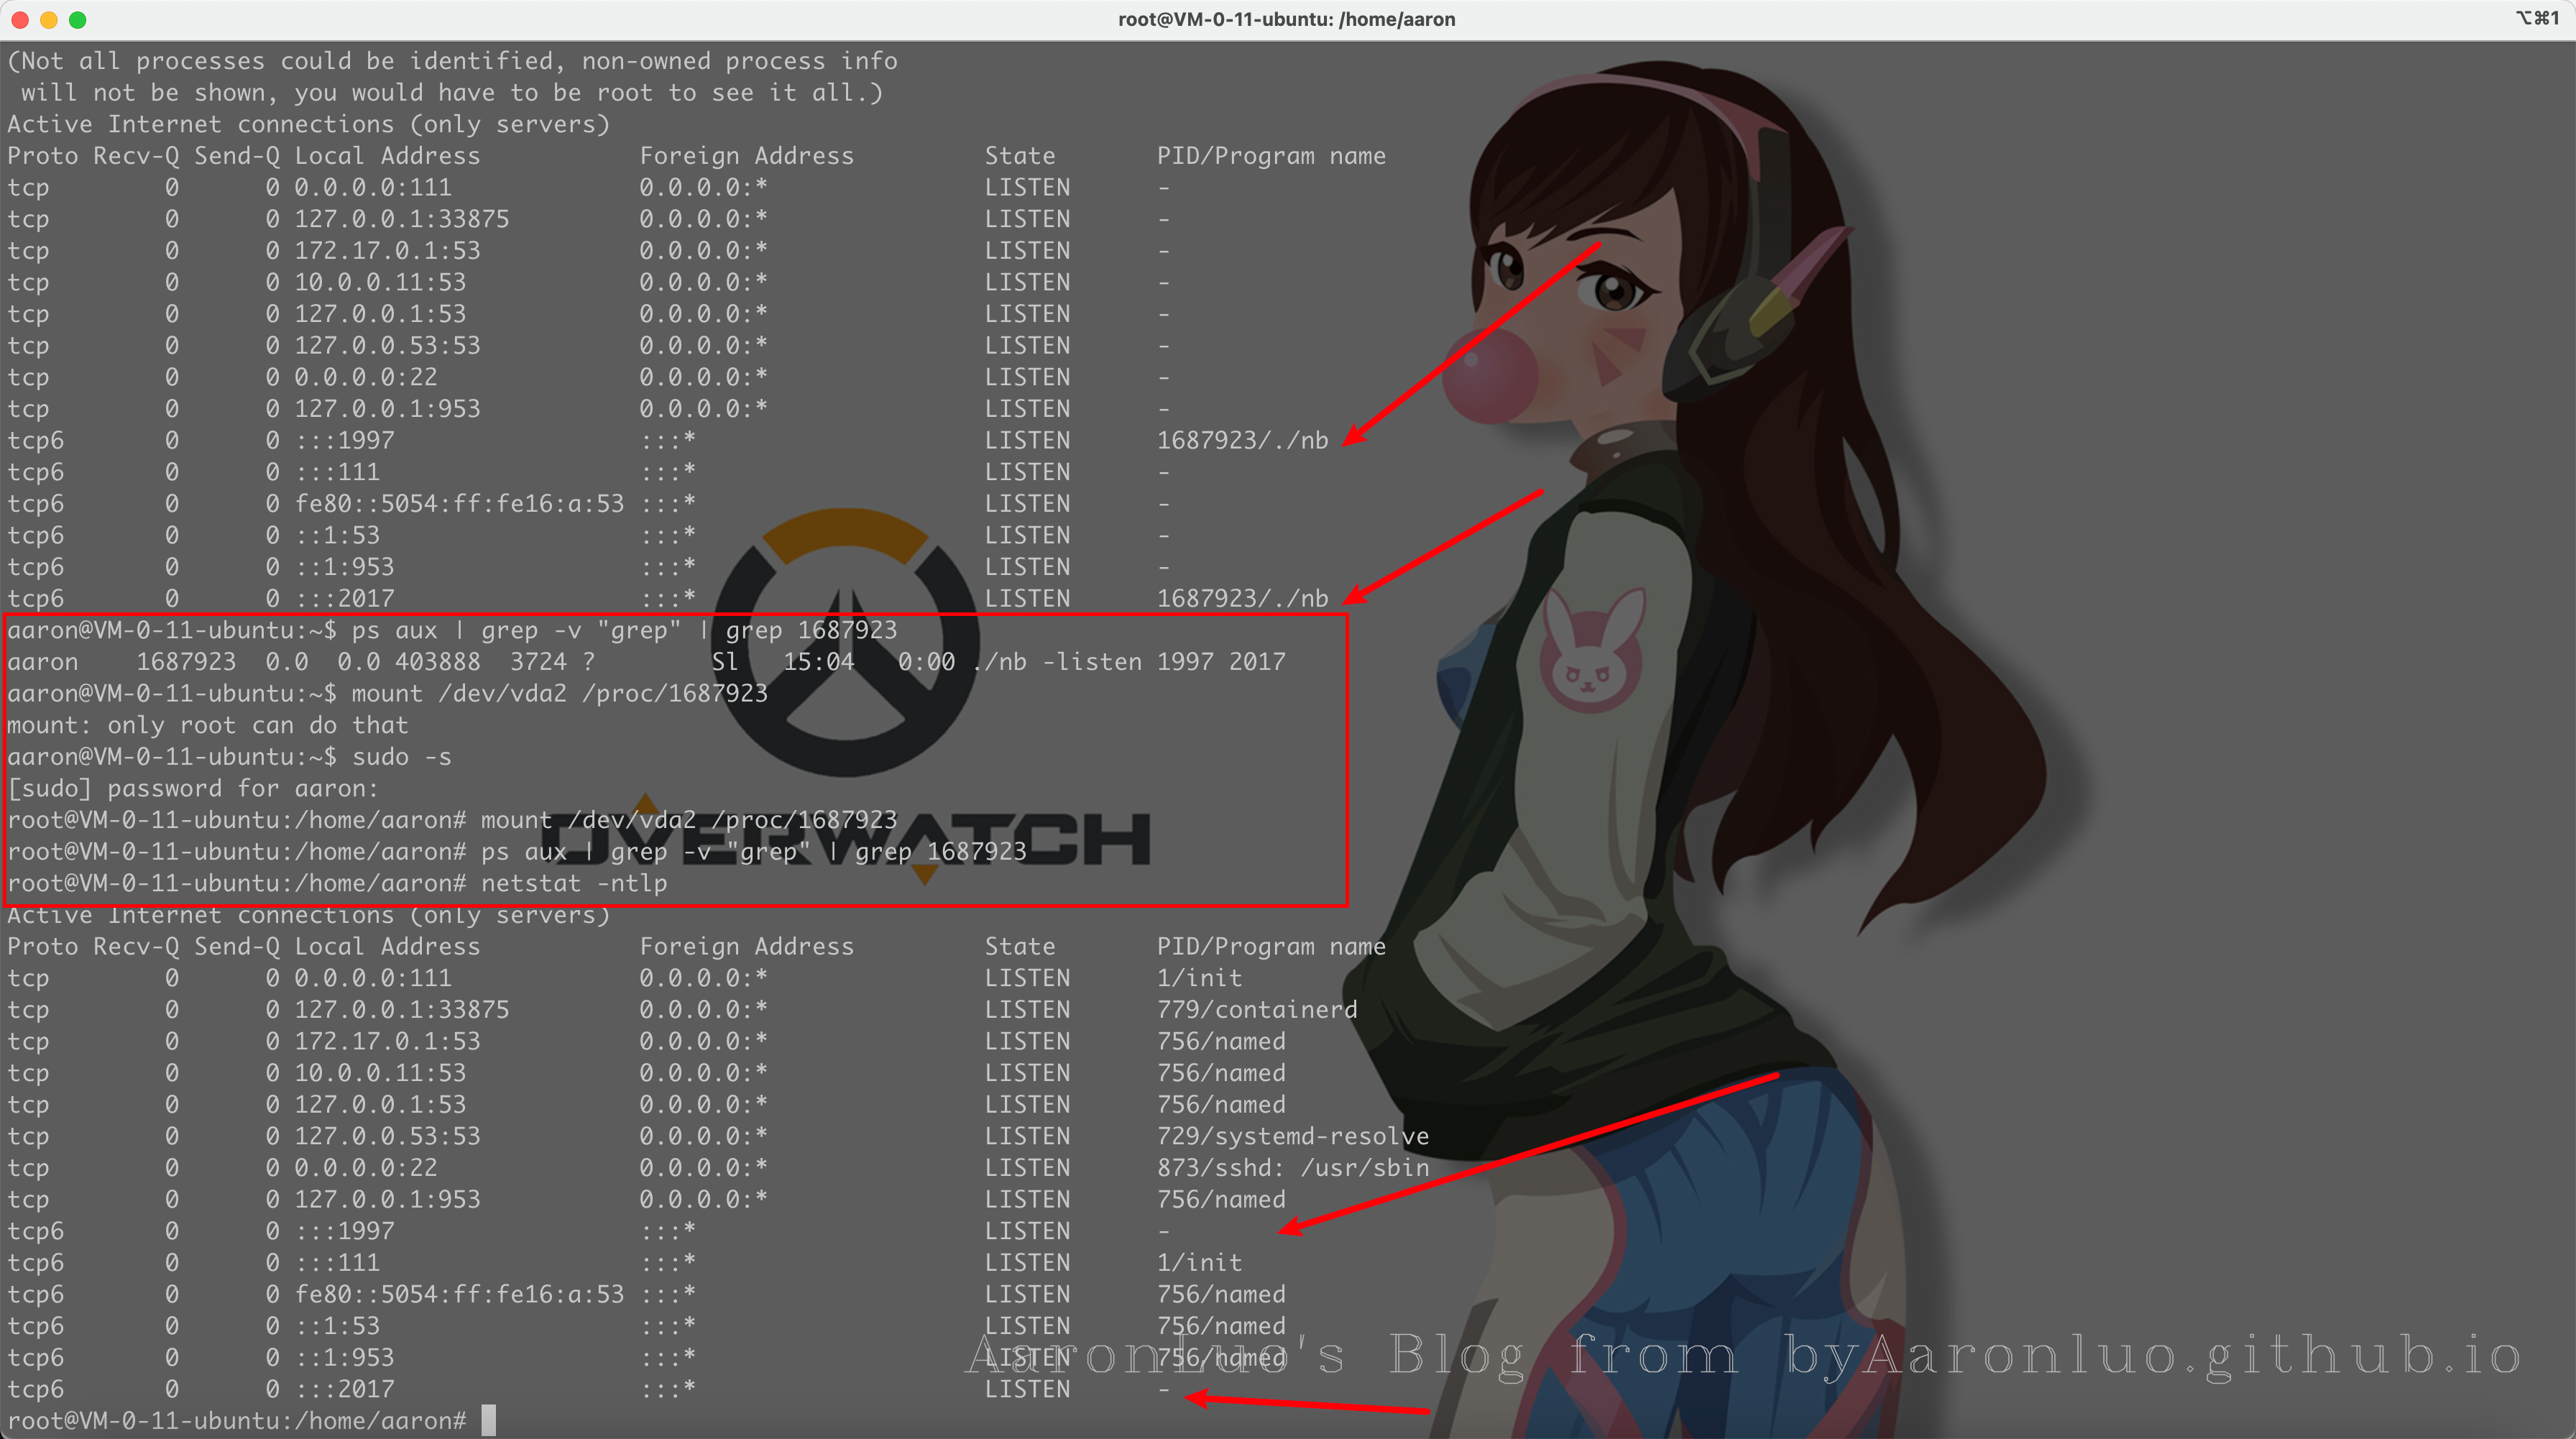 root@VM-0-11-ubuntu: /home/aaron
⌥⌘1
(Not all processes could be identified, non-owned process info
 will not be shown, you would have to be root to see it all.)
Active Internet connections (only servers)
Proto Recv-Q Send-Q Local Address           Foreign Address         State       PID/Program name
tcp        0      0 0.0.0.0:111             0.0.0.0:*               LISTEN      -
tcp        0      0 127.0.0.1:33875         0.0.0.0:*               LISTEN      -
tcp        0      0 172.17.0.1:53           0.0.0.0:*               LISTEN      -
tcp        0      0 10.0.0.11:53            0.0.0.0:*               LISTEN      -
tcp        0      0 127.0.0.1:53            0.0.0.0:*               LISTEN      -
tcp        0      0 127.0.0.53:53           0.0.0.0:*               LISTEN      -
tcp        0      0 0.0.0.0:22              0.0.0.0:*               LISTEN      -
tcp        0      0 127.0.0.1:953           0.0.0.0:*               LISTEN      -
tcp6       0      0 :::1997                 :::*                    LISTEN      1687923/./nb
tcp6       0      0 :::111                  :::*                    LISTEN      -
tcp6       0      0 fe80::5054:ff:fe16:a:53 :::*                    LISTEN      -
tcp6       0      0 ::1:53                  :::*                    LISTEN      -
tcp6       0      0 ::1:953                 :::*                    LISTEN      -
tcp6       0      0 :::2017                 :::*                    LISTEN      1687923/./nb
aaron@VM-0-11-ubuntu:~$ ps aux | grep -v "grep" | grep 1687923
aaron    1687923  0.0  0.0 403888  3724 ?        Sl   15:04   0:00 ./nb -listen 1997 2017
aaron@VM-0-11-ubuntu:~$ mount /dev/vda2 /proc/1687923
mount: only root can do that
aaron@VM-0-11-ubuntu:~$ sudo -s
[sudo] password for aaron:
root@VM-0-11-ubuntu:/home/aaron# mount /dev/vda2 /proc/1687923
root@VM-0-11-ubuntu:/home/aaron# ps aux | grep -v "grep" | grep 1687923
OVERWATCH
root@VM-0-11-ubuntu:/home/aaron# netstat -ntlp
Active Internet connections (only servers)
Proto Recv-Q Send-Q Local Address           Foreign Address         State       PID/Program name
tcp        0      0 0.0.0.0:111             0.0.0.0:*               LISTEN      1/init
tcp        0      0 127.0.0.1:33875         0.0.0.0:*               LISTEN      779/containerd
tcp        0      0 172.17.0.1:53           0.0.0.0:*               LISTEN      756/named
tcp        0      0 10.0.0.11:53            0.0.0.0:*               LISTEN      756/named
tcp        0      0 127.0.0.1:53            0.0.0.0:*               LISTEN      756/named
tcp        0      0 127.0.0.53:53           0.0.0.0:*               LISTEN      729/systemd-resolve
tcp        0      0 0.0.0.0:22              0.0.0.0:*               LISTEN      873/sshd: /usr/sbin
tcp        0      0 127.0.0.1:953           0.0.0.0:*               LISTEN      756/named
tcp6       0      0 :::1997                 :::*                    LISTEN      -
tcp6       0      0 :::111                  :::*                    LISTEN      1/init
tcp6       0      0 fe80::5054:ff:fe16:a:53 :::*                    LISTEN      756/named
tcp6       0      0 ::1:53                  :::*                    LISTEN      756/named
tcp6       0      0 ::1:953                 :::*                    LISTEN      756/named
AaronLuo's Blog from byAaronluo.github.io
tcp6       0      0 :::2017                 :::*                    LISTEN      -
root@VM-0-11-ubuntu:/home/aaron#